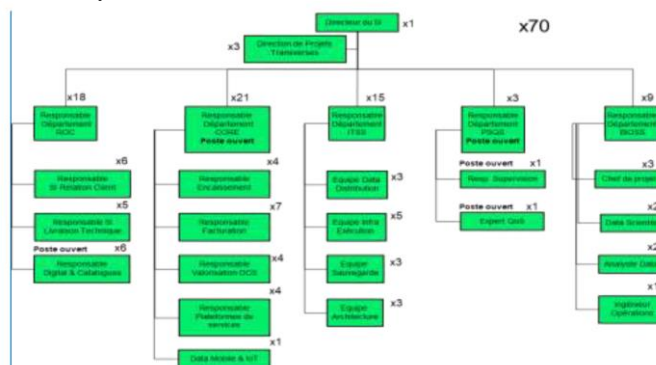 Directeur du SI
x1
x70
x3
Direction de Projets
Transverses
x18
x21
x15
x3
x9
Responsable
Département
ROC
Responsable
Département
CORE
Poste ouvert
Responsable
Département
ITSS
Responsable
Département
PSQS
Poste ouvert
Responsable
Département
x6
Responsable
SI Relation Client
x5
Responsable SI
Livraison Technique
Poste ouvert
x6
Responsable
Digital & Catalogues
x4
Responsable
Encaissement
x7
Responsable
Facturation
x4
Responsable
Valorisation OCS
x4
Responsable
Plateformes de
services
x1
Data Mobile & IoT
x3
Equipe Data
Distribution
x5
Equipe Infra
Exécution
x3
Equipe
Sauvegarde
x3
Equipe
Architecture
Poste ouvert
x1
Resp. Supervision
Poste ouvert
x1
Expert QoS
x3
Chef de projet
x2
Data Scientist
x2
Analyste Data
x1
Ingénieur
Opérations